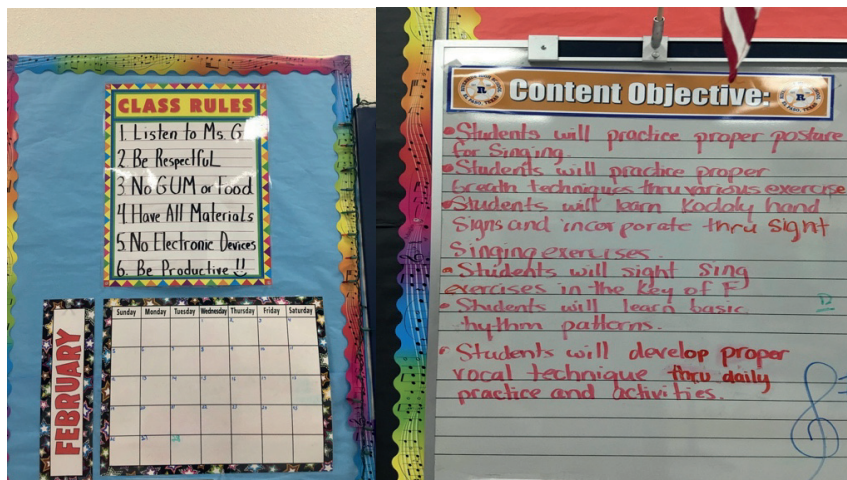 CLASS RULES
1. Listen to Ms. G
2 Be Respectful
3 No GUM or Food
4 Have All Materials
5. No Electronic Devices
6. Be Productive !!
FEBRUARY
Sunday Monday Tuesday Wednesday Thursday Friday Saturday
Content Objective:
Students will practice proper posture
for Singing.
Students will practice proper
breath techniques thru various exercise
Students will learn Kodaly hand
Signs and incorporate thru sight
Singing exercises.
Students will sight sing
exercises in the key of F
Students will learn basic
rhythm patterns.
Students will develop proper
vocal technique thru daily
practice and activities.